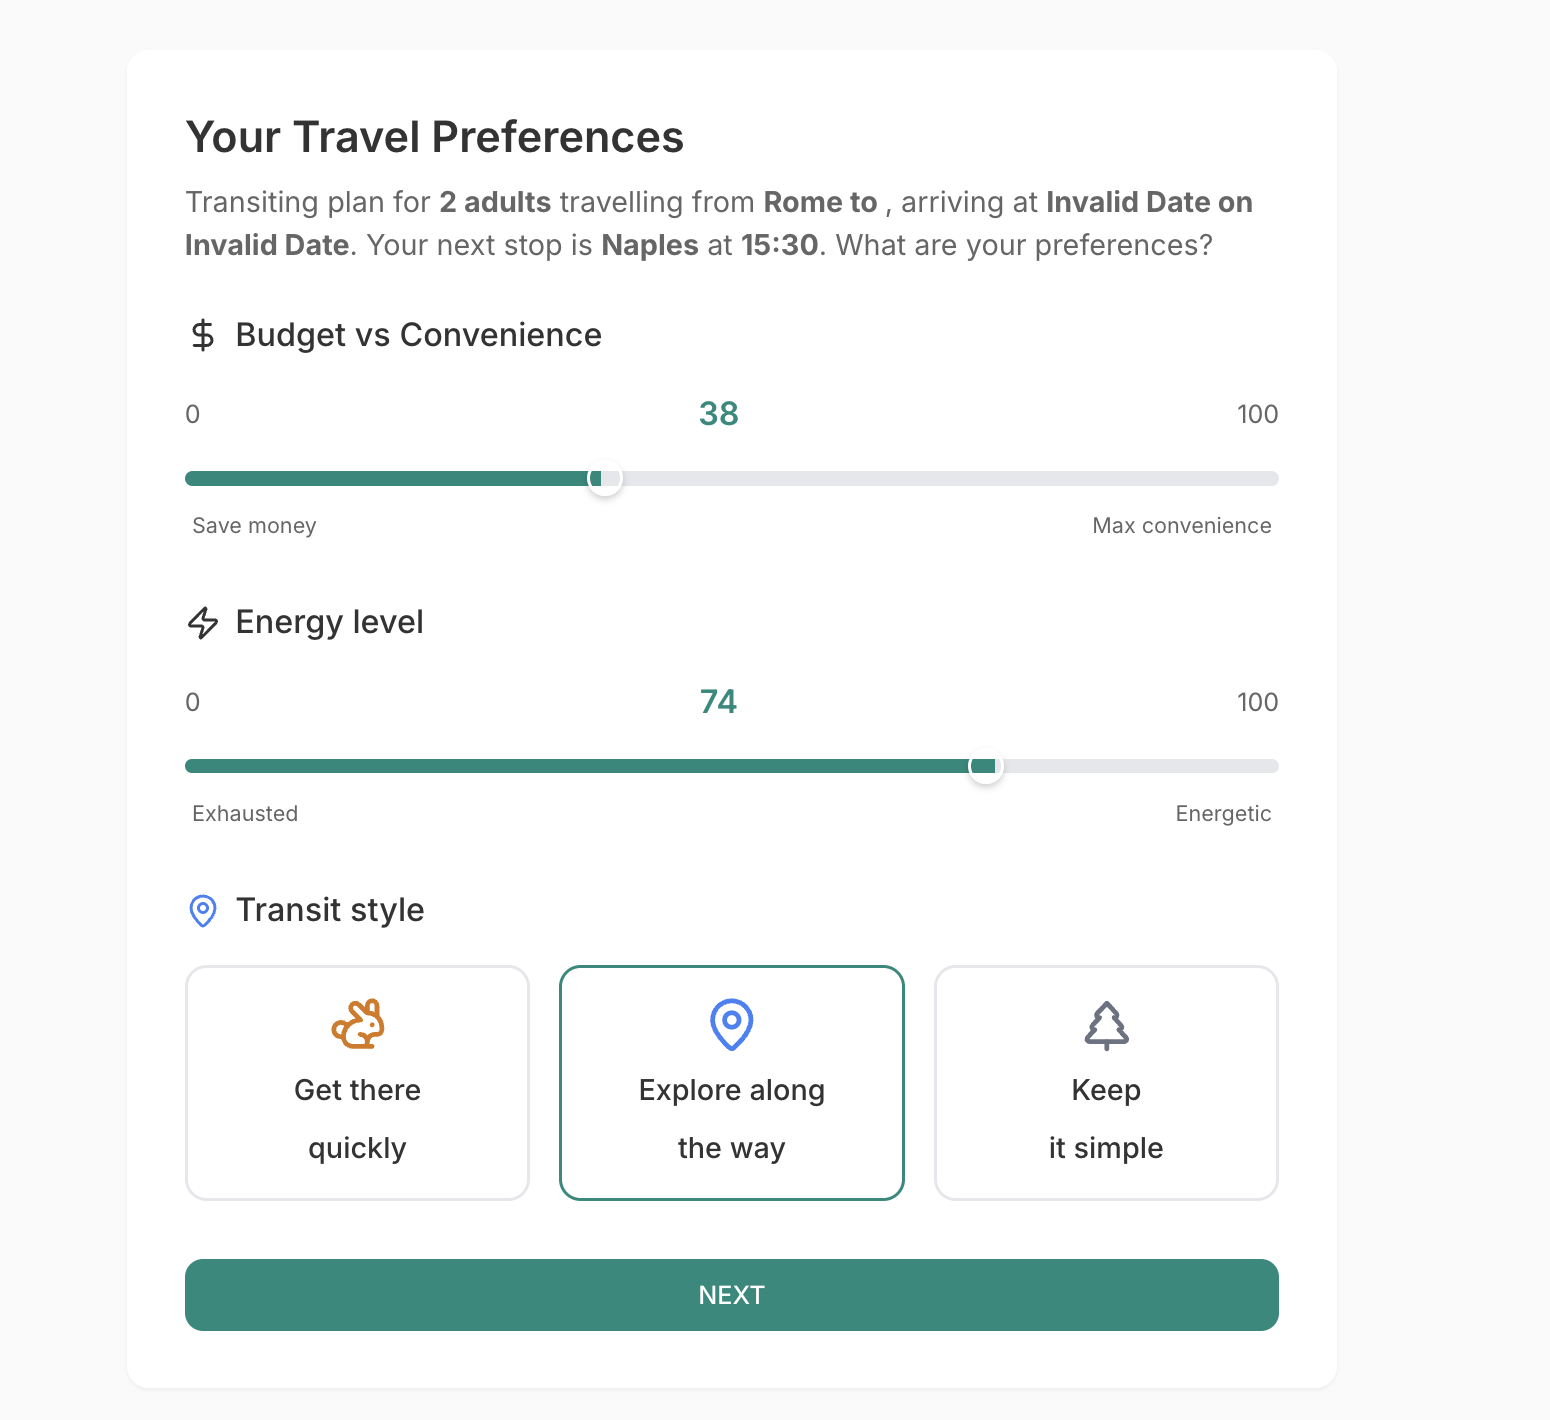 Your Travel Preferences
Transiting plan for 2 adults travelling from Rome to , arriving at Invalid Date on
Invalid Date. Your next stop is Naples at 15:30. What are your preferences?
Budget vs Convenience
0 38 100
Save money Max convenience
Energy level
0 74 100
Exhausted Energetic
Transit style
Get there
quickly
Explore along
the way
Keep
it simple
NEXT